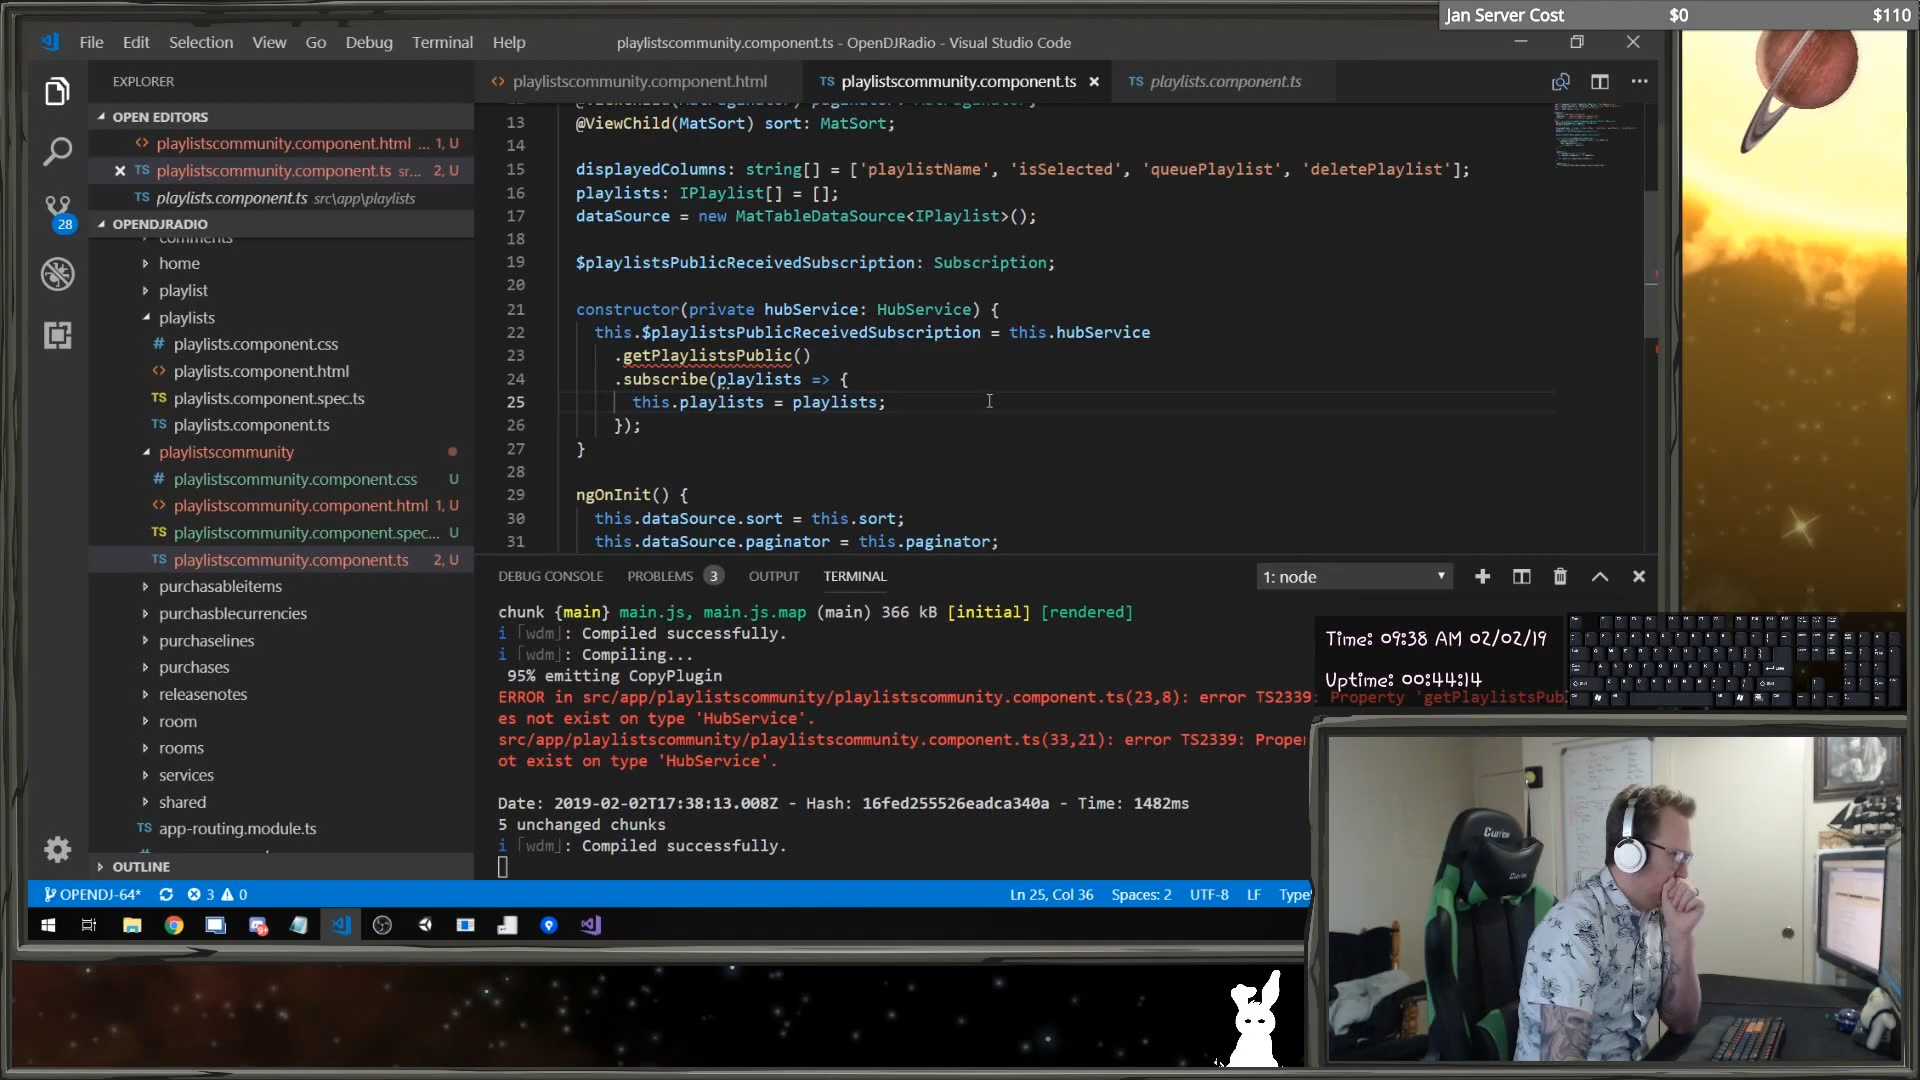 Jan Server Cost $0 $110
File Edit Selection View Go Debug Terminal Help
playlistscommunity.component.ts - OpenDJRadio - Visual Studio Code
EXPLORER
OPEN EDITORS
playlistscommunity.component.html ... 1, U
playlistscommunity.component.ts sr... 2, U
playlists.component.ts src\app\playlists
OPENDJRADIO
28
comments
home
playlist
playlists
playlists.component.css
playlists.component.html
playlists.component.spec.ts
playlists.component.ts
playlistscommunity
playlistscommunity.component.css U
playlistscommunity.component.html 1, U
playlistscommunity.component.spec... U
playlistscommunity.component.ts 2, U
purchasableitems
purchasblecurrencies
purchaselines
purchases
releasenotes
room
rooms
services
shared
app-routing.module.ts
OUTLINE
playlistscommunity.component.html
TS playlistscommunity.component.ts
TS playlists.component.ts
13 @ViewChild(MatSort) sort: MatSort;
14
15 displayedColumns: string[] = ['playlistName', 'isSelected', 'queuePlaylist', 'deletePlaylist'];
16 playlists: IPlaylist[] = [];
17 dataSource = new MatTableDataSource<IPlaylist>();
18
19 $playlistsPublicReceivedSubscription: Subscription;
20
21 constructor(private hubService: HubService) {
22 this.$playlistsPublicReceivedSubscription = this.hubService
23 .getPlaylistsPublic()
24 .subscribe(playlists => {
25 this.playlists = playlists;
26 });
27 }
28
29 ngOnInit() {
30 this.dataSource.sort = this.sort;
31 this.dataSource.paginator = this.paginator;
DEBUG CONSOLE PROBLEMS 3 OUTPUT TERMINAL 1: node
chunk {main} main.js, main.js.map (main) 366 kB [initial] [rendered]
i ｢wdm｣: Compiled successfully.
i ｢wdm｣: Compiling...
95% emitting CopyPlugin
ERROR in src/app/playlistscommunity/playlistscommunity.component.ts(23,8): error TS2339: Property 'getPlaylistsPub
es not exist on type 'HubService'.
src/app/playlistscommunity/playlistscommunity.component.ts(33,21): error TS2339: Prope
ot exist on type 'HubService'.
Date: 2019-02-02T17:38:13.008Z - Hash: 16fed255526eadca340a - Time: 1482ms
5 unchanged chunks
i ｢wdm｣: Compiled successfully.
Time: 09:38 AM 02/02/19
Uptime: 00:44:14
OPENDJ-64* 3 0 Ln 25, Col 36 Spaces: 2 UTF-8 LF Type